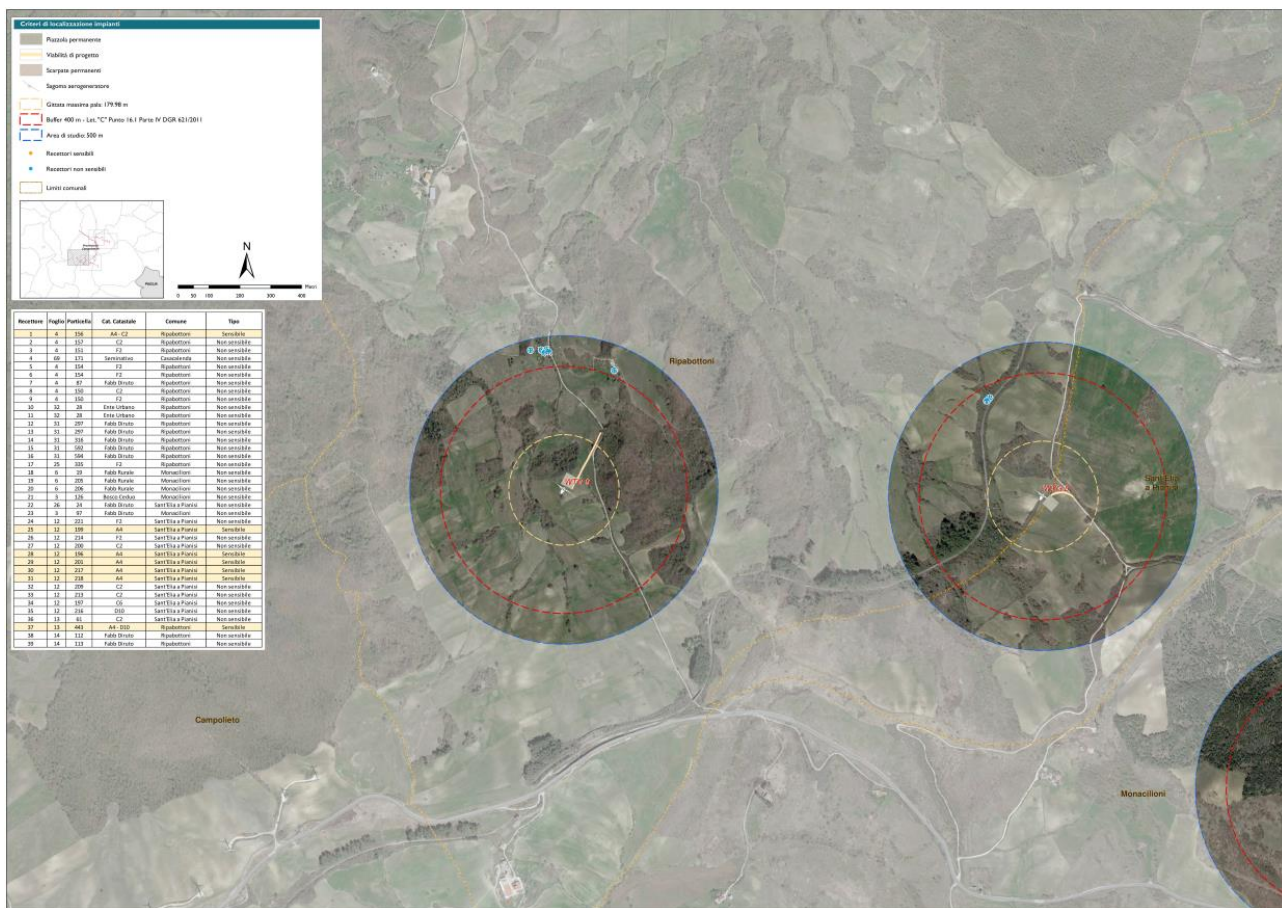 Criteri di localizzazione impianti
Piazzola permanente
Viabilità di progetto
Scarpate permanenti
Sagoma aerogeneratore
Gittata massima pala: 179.98 m
Buffer 400 m - Let. "C" Punto 16.1 Parte IV DGR 621/2011
Area di studio: 500 m
Recettori sensibili
Recettori non sensibili
Limiti comunali
N
0 50 100 200 300 400 Metri
Recettore Foglio Particella Cat. Catastale Comune Tipo
1 4 156 A4 - C2 Ripabottoni Sensibile
2 4 157 C2 Ripabottoni Non sensibile
3 4 151 F2 Ripabottoni Non sensibile
4 69 171 Seminativo Casacalenda Non sensibile
5 4 314 F3 Ripabottoni Non sensibile
6 4 154 F2 Ripabottoni Non sensibile
7 4 87 Fabb Diruto Ripabottoni Non sensibile
8 4 150 C2 Ripabottoni Non sensibile
9 4 150 F2 Ripabottoni Non sensibile
10 32 28 Ente Urbano Ripabottoni Non sensibile
11 32 28 Ente Urbano Ripabottoni Non sensibile
12 31 297 Fabb Diruto Ripabottoni Non sensibile
13 31 297 Fabb Diruto Ripabottoni Non sensibile
14 31 316 Fabb Diruto Ripabottoni Non sensibile
15 31 592 Fabb Diruto Ripabottoni Non sensibile
16 31 594 Fabb Diruto Ripabottoni Non sensibile
17 25 335 F2 Ripabottoni Non sensibile
18 6 10 Fabb Rurale Monacilioni Non sensibile
19 6 205 Fabb Rurale Monacilioni Non sensibile
20 6 206 Fabb Rurale Monacilioni Non sensibile
21 3 126 Bosco Ceduo Monacilioni Non sensibile
22 26 24 Fabb Diruto Sant'Elia a Pianisi Non sensibile
23 3 97 Fabb Diruto Monacilioni Non sensibile
24 12 221 F3 Sant'Elia a Pianisi Non sensibile
25 12 199 A4 Sant'Elia a Pianisi Sensibile
26 12 214 F2 Sant'Elia a Pianisi Non sensibile
27 12 200 C2 Sant'Elia a Pianisi Non sensibile
28 12 196 A4 Sant'Elia a Pianisi Sensibile
29 12 201 A4 Sant'Elia a Pianisi Sensibile
30 12 217 A4 Sant'Elia a Pianisi Sensibile
31 12 218 A4 Sant'Elia a Pianisi Sensibile
32 12 209 C2 Sant'Elia a Pianisi Non sensibile
33 12 213 C2 Sant'Elia a Pianisi Non sensibile
34 12 197 C6 Sant'Elia a Pianisi Non sensibile
35 12 216 D10 Sant'Elia a Pianisi Non sensibile
36 13 61 C2 Sant'Elia a Pianisi Non sensibile
37 13 443 A4 - D10 Ripabottoni Sensibile
38 14 112 Fabb Diruto Ripabottoni Non sensibile
39 14 113 Fabb Diruto Ripabottoni Non sensibile
Ripabottoni
Sant'Elia
a Pianisi
Campolieto
Monacilioni